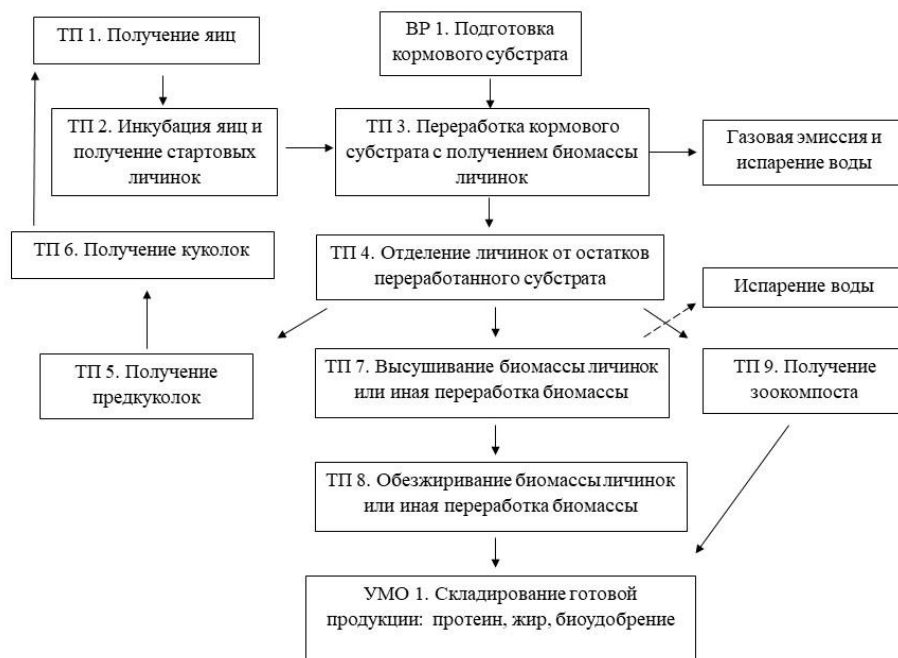 ТП 1. Получение яиц
ВР 1. Подготовка
кормового субстрата
ТП 2. Инкубация яиц и
получение стартовых
личинок
ТП 3. Переработка кормового
субстрата с получением биомассы
личинок
Газовая эмиссия и
испарение воды
ТП 6. Получение куколок
ТП 4. Отделение личинок от остатков
переработанного субстрата
Испарение воды
ТП 5. Получение
предкуколок
ТП 7. Высушивание биомассы личинок
или иная переработка биомассы
ТП 9. Получение
зоокомпоста
ТП 8. Обезжиривание биомассы личинок
или иная переработка биомассы
УМО 1. Складирование готовой
продукции: протеин, жир, биоудобрение